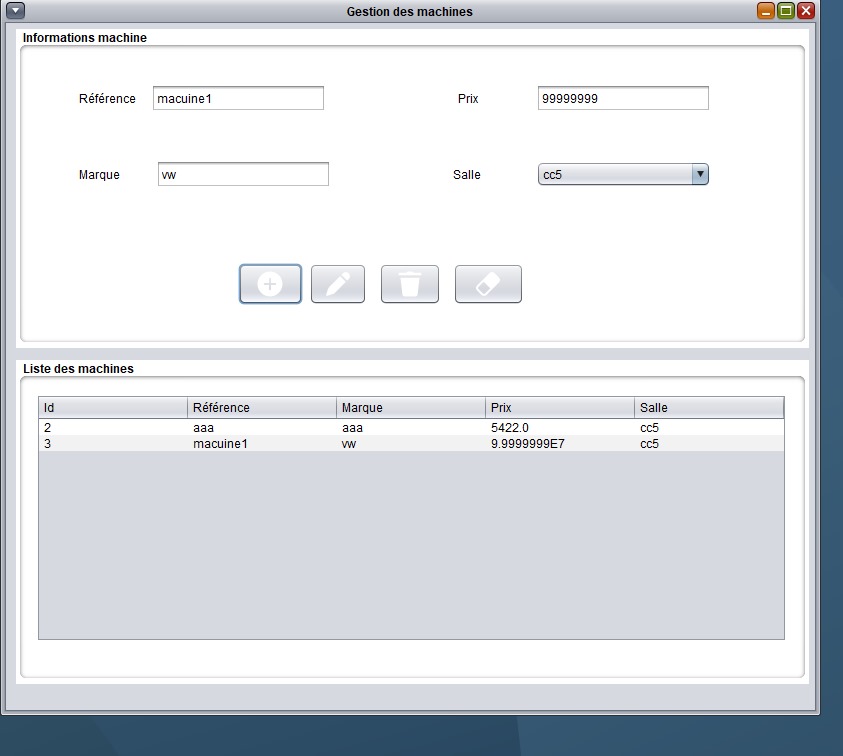 Gestion des machines
Informations machine
Référence macuine1 Prix 99999999
Marque vw Salle cc5
Liste des machines
Id Référence Marque Prix Salle
2 aaa aaa 5422.0 cc5
3 macuine1 vw 9.9999999E7 cc5